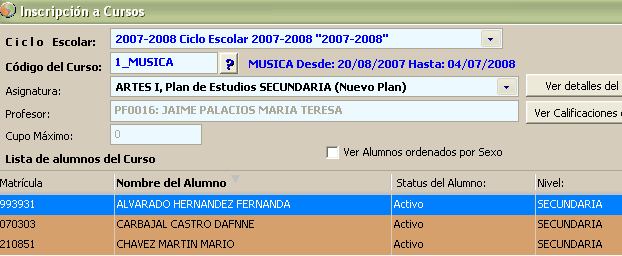 Inscripción a Cursos
Ciclo Escolar: 2007-2008 Ciclo Escolar 2007-2008 "2007-2008"
Código del Curso: 1_MUSICA ? MUSICA Desde: 20/08/2007 Hasta: 04/07/2008
Asignatura: ARTES I, Plan de Estudios SECUNDARIA (Nuevo Plan) Ver detalles del
Profesor: PF0016: JAIME PALACIOS MARIA TERESA Ver Calificaciones
Cupo Máximo: 0
Lista de alumnos del Curso Ver Alumnos ordenados por Sexo
Matrícula Nombre del Alumno Status del Alumno: Nivel:
993931 ALVARADO HERNANDEZ FERNANDA Activo SECUNDARIA
070303 CARBAJAL CASTRO DAFNNE Activo SECUNDARIA
210851 CHAVEZ MARTIN MARIO Activo SECUNDARIA